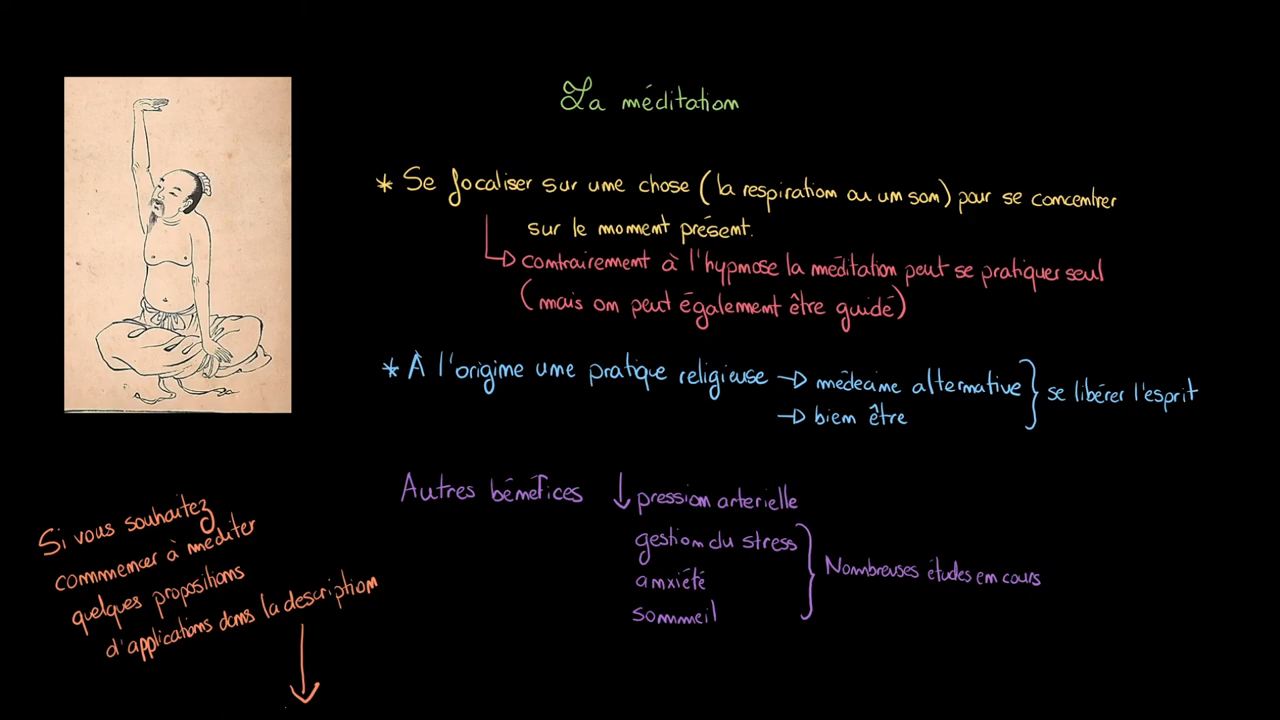 La méditation
* Se focaliser sur une chose (la respiration ou un son) pour se concentrer
sur le moment présent.
contrairement à l'hypnose la méditation peut se pratiquer seul
(mais on peut également être guidé)
* À l'origine une pratique religieuse → médecine alternative } se libérer l'esprit
→ bien être
Autres bénéfices ↓ pression arterielle
gestion du stress
anxiété
sommeil
} Nombreuses études en cours
Si vous souhaitez
commencer à méditer
quelques propositions
d'applications dans la description